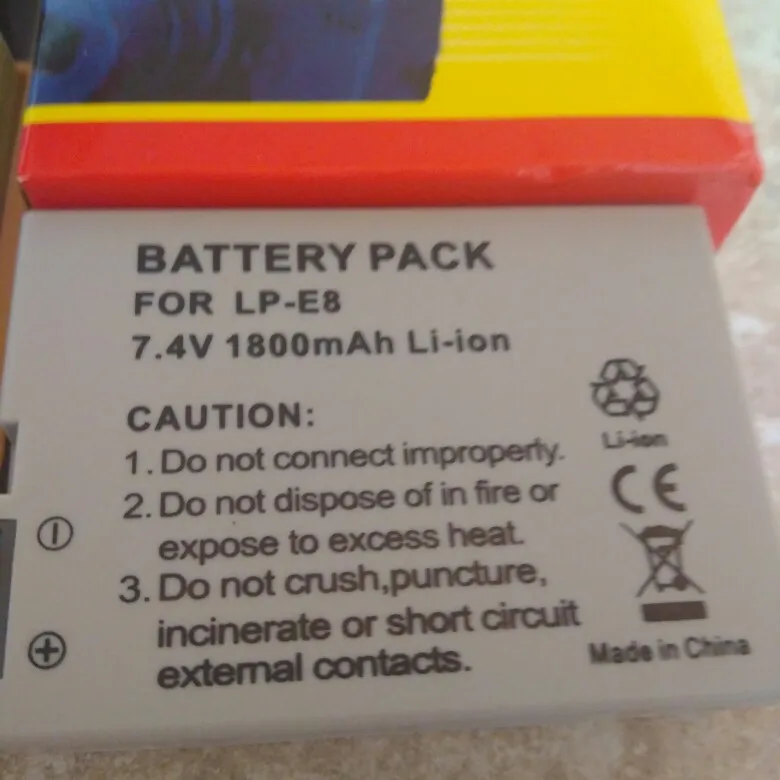 BATTERY PACK
FOR LP-E8
7.4V 1800mAh Li-ion
CAUTION:
1. Do not connect improperly.
2. Do not dispose of in fire or
expose to excess heat.
3. Do not crush,puncture,
incinerate or short circuit
external contacts.
Li-ion
CE
Made in China